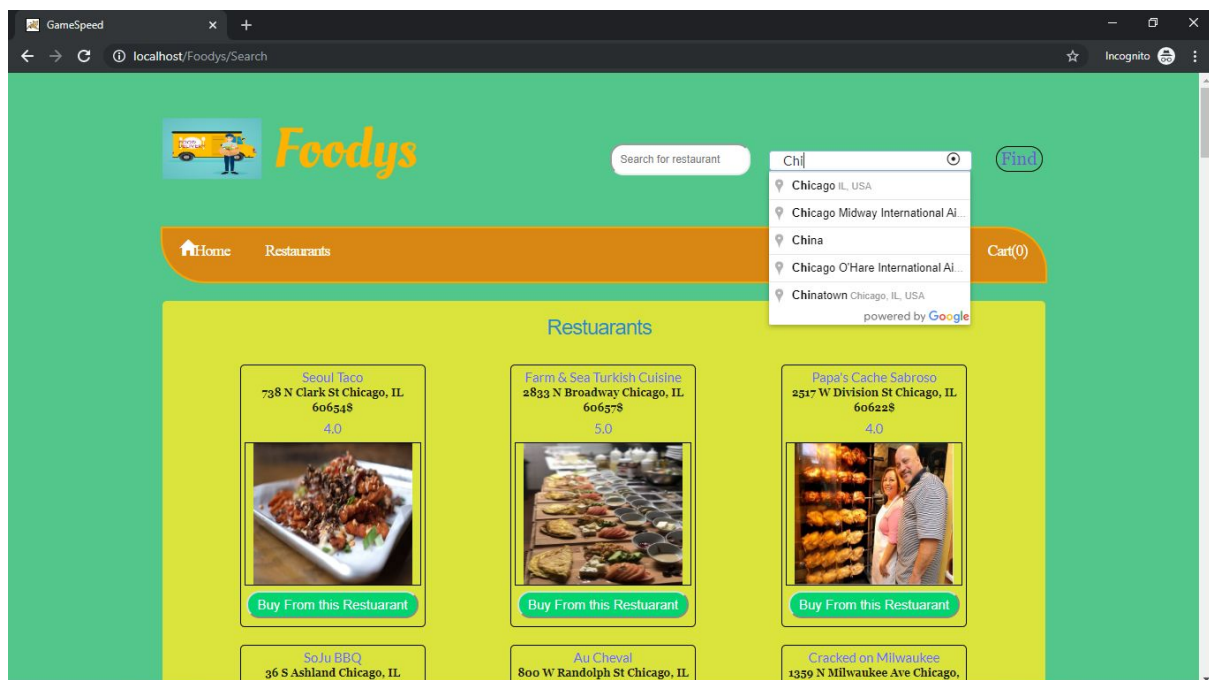 GameSpeed
localhost/Foodys/Search
Incognito
Foodys
Search for restaurant
Chi
Find
Chicago IL, USA
Chicago Midway International Ai...
China
Chicago O'Hare International Ai...
Chinatown Chicago, IL, USA
powered by Google
Home
Restaurants
Cart(0)
Restuarants
Seoul Taco
738 N Clark St Chicago, IL
60654$
4.0
Buy From this Restuarant
Farm & Sea Turkish Cuisine
2833 N Broadway Chicago, IL
60657$
5.0
Buy From this Restuarant
Papa's Cache Sabroso
2517 W Division St Chicago, IL
60622$
4.0
Buy From this Restuarant
SoJu BBQ
36 S Ashland Chicago, IL
Au Cheval
800 W Randolph St Chicago, IL
Cracked on Milwaukee
1359 N Milwaukee Ave Chicago,